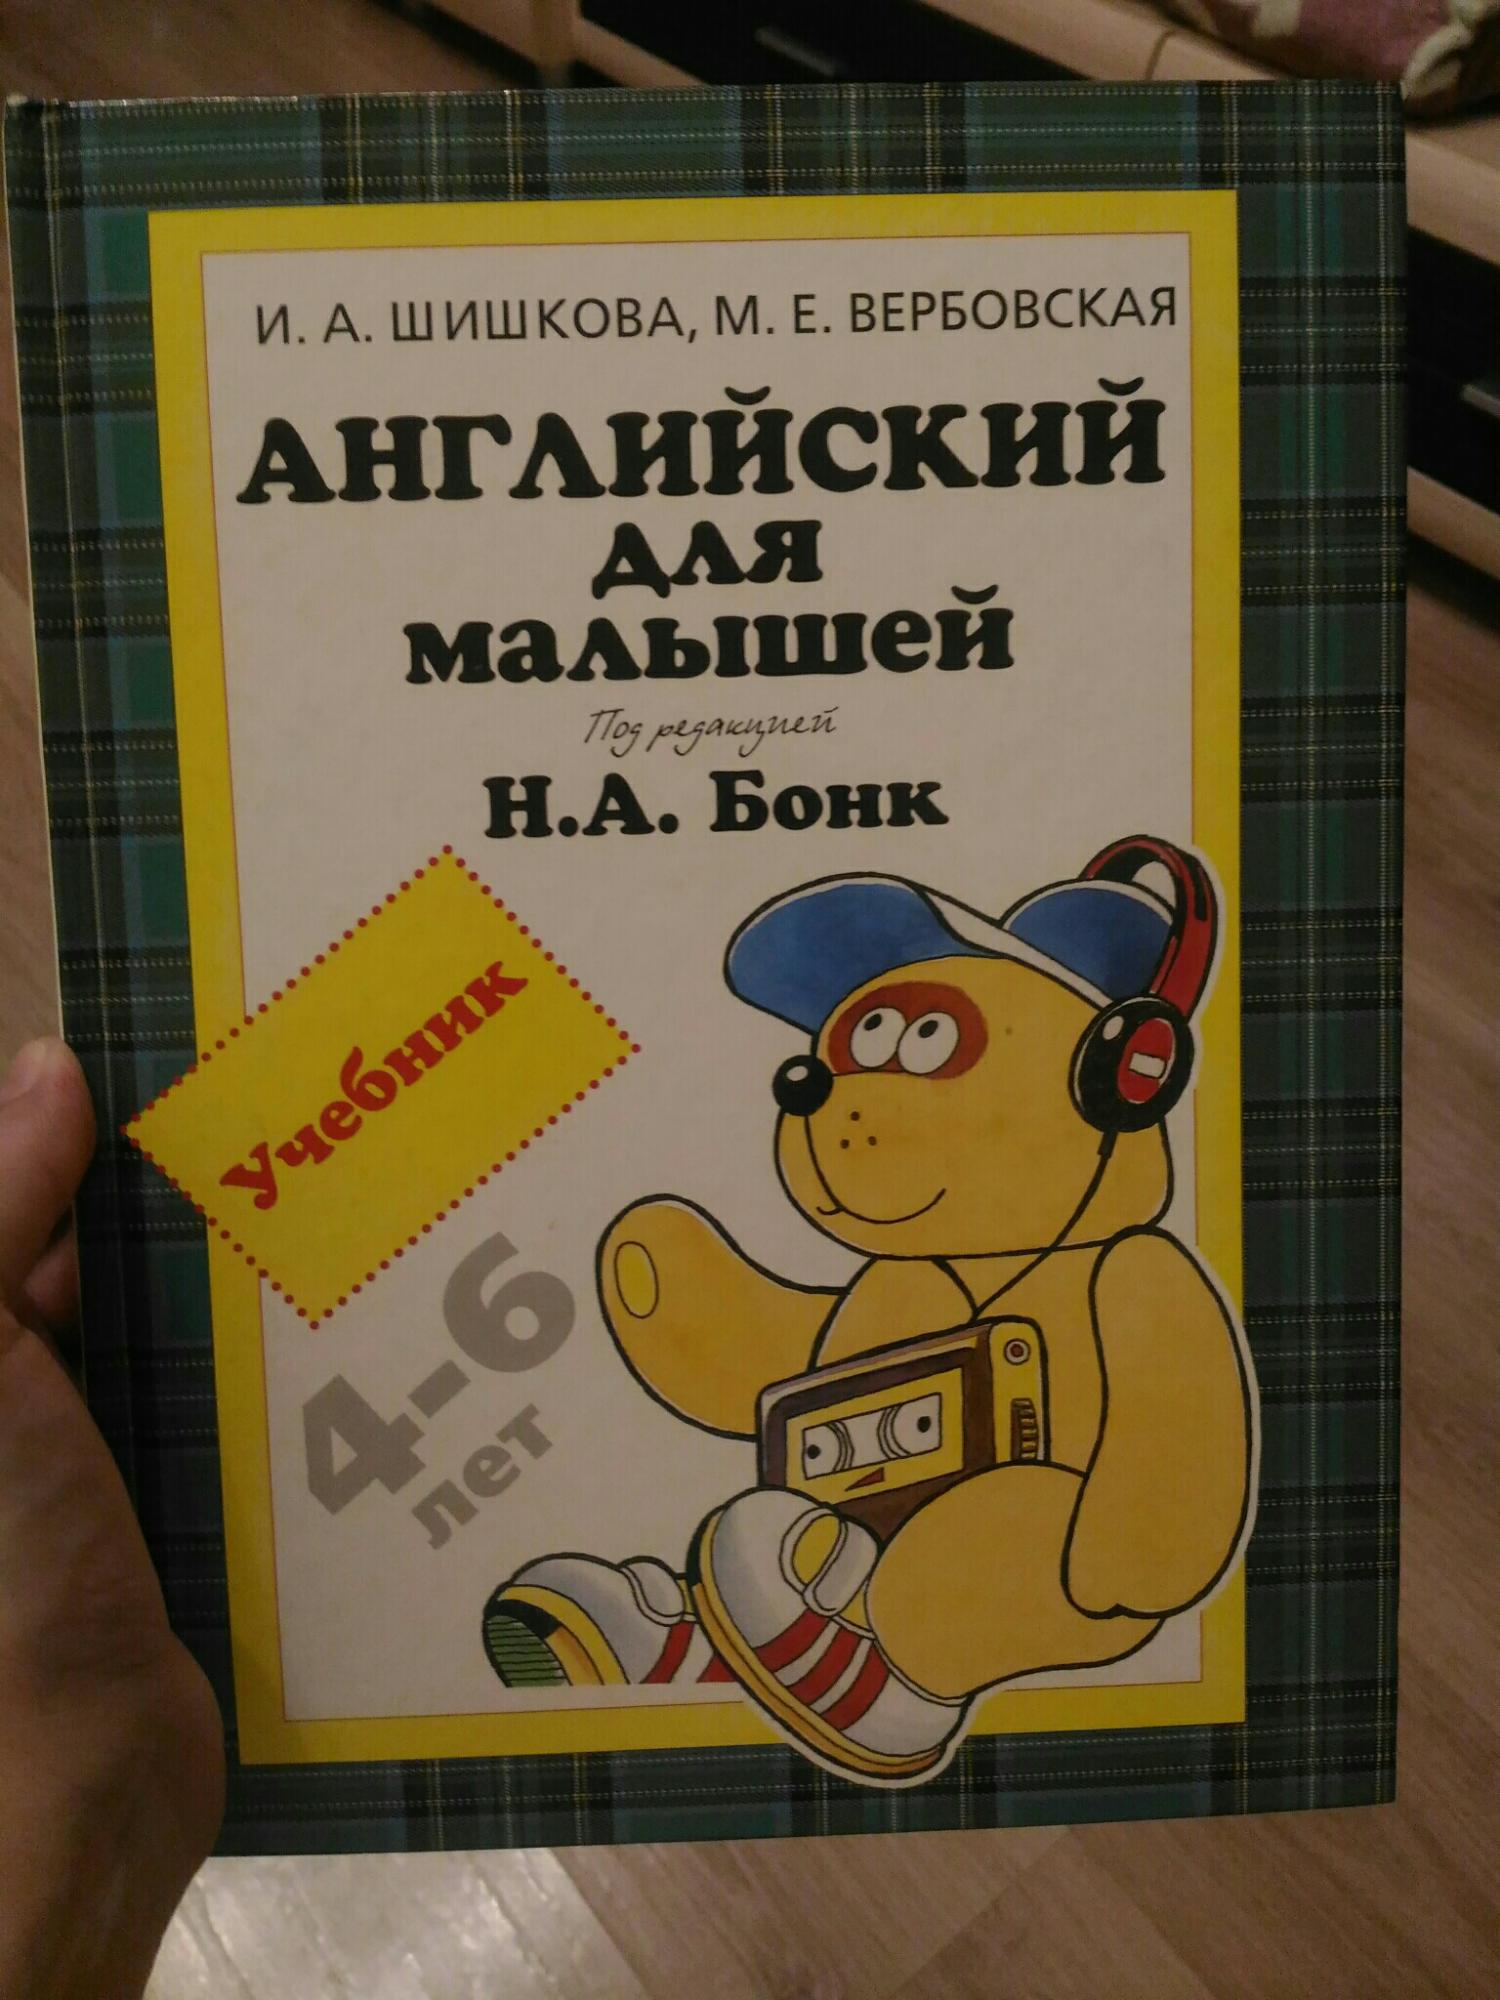 И. А. ШИШКОВА, М. Е. ВЕРБОВСКАЯ
АНГЛИЙСКИЙ
для
малышей
Под редакцией
Н.А. Бонк
Учебник
4-6
лет